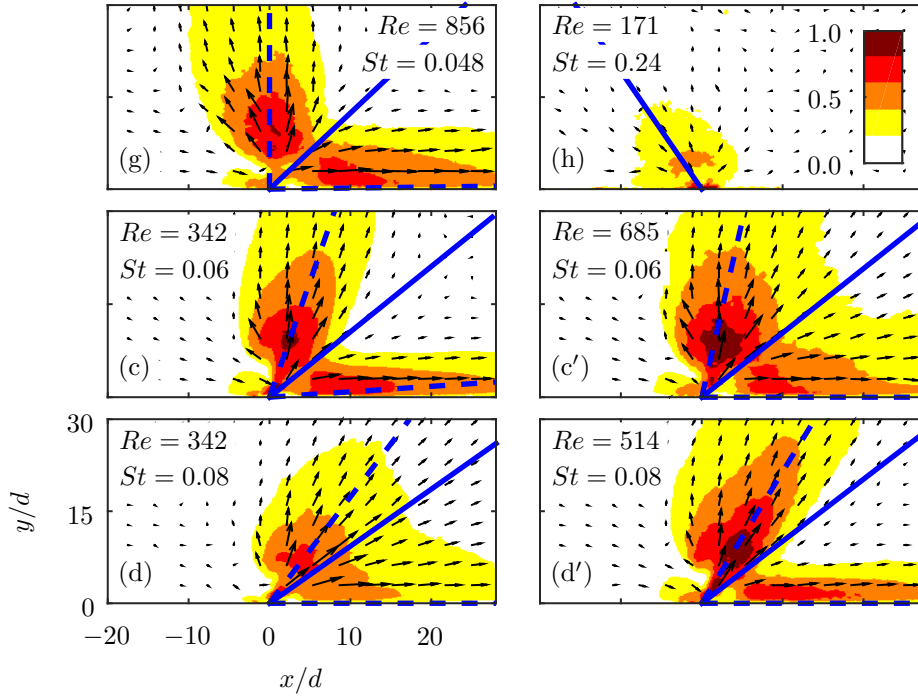 Re = 856
St = 0.048
(g)
Re = 171
St = 0.24
(h)
1.0
0.5
0.0
Re = 342
St = 0.06
(c)
Re = 685
St = 0.06
(c′)
Re = 342
St = 0.08
(d)
Re = 514
St = 0.08
(d′)
30
15
0
y/d
−20
−10
0
10
20
x/d